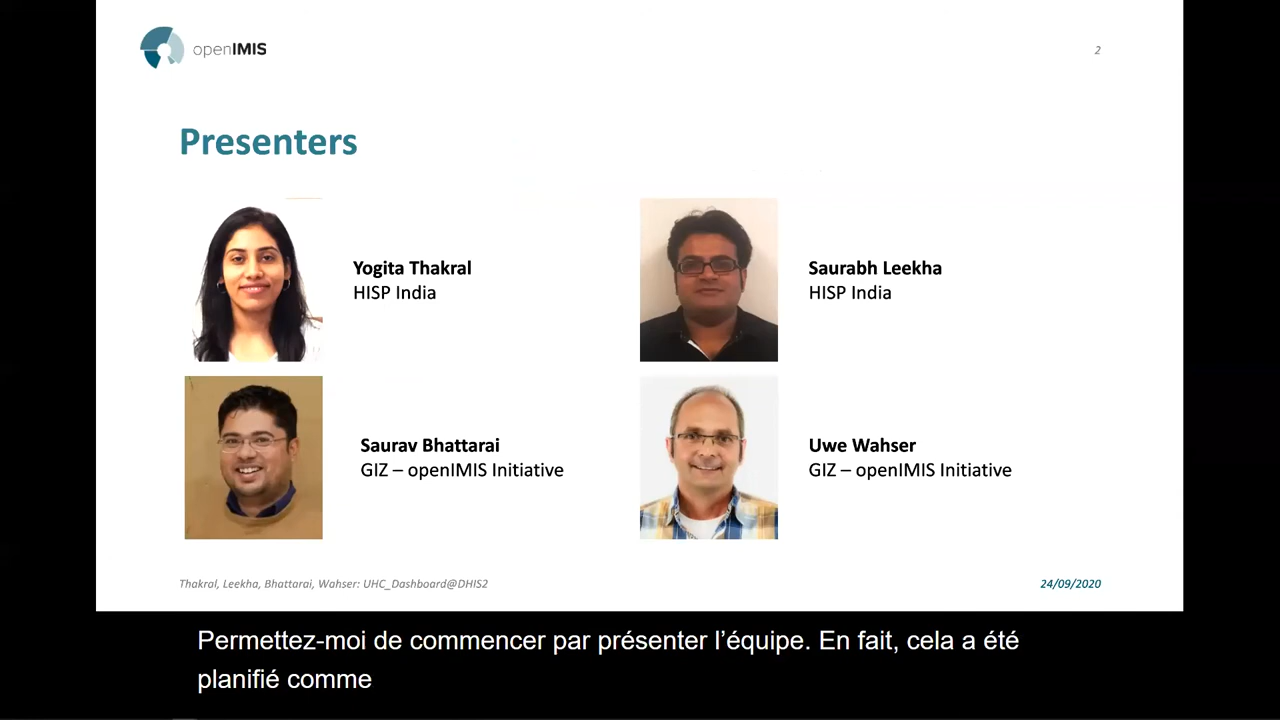 openIMIS
2
Presenters
Yogita Thakral
HISP India
Saurabh Leekha
HISP India
Saurav Bhattarai
GIZ – openIMIS Initiative
Uwe Wahser
GIZ – openIMIS Initiative
Thakral, Leekha, Bhattarai, Wahser: UHC_Dashboard@DHIS2
24/09/2020
Permettez-moi de commencer par présenter l’équipe. En fait, cela a été
planifié comme